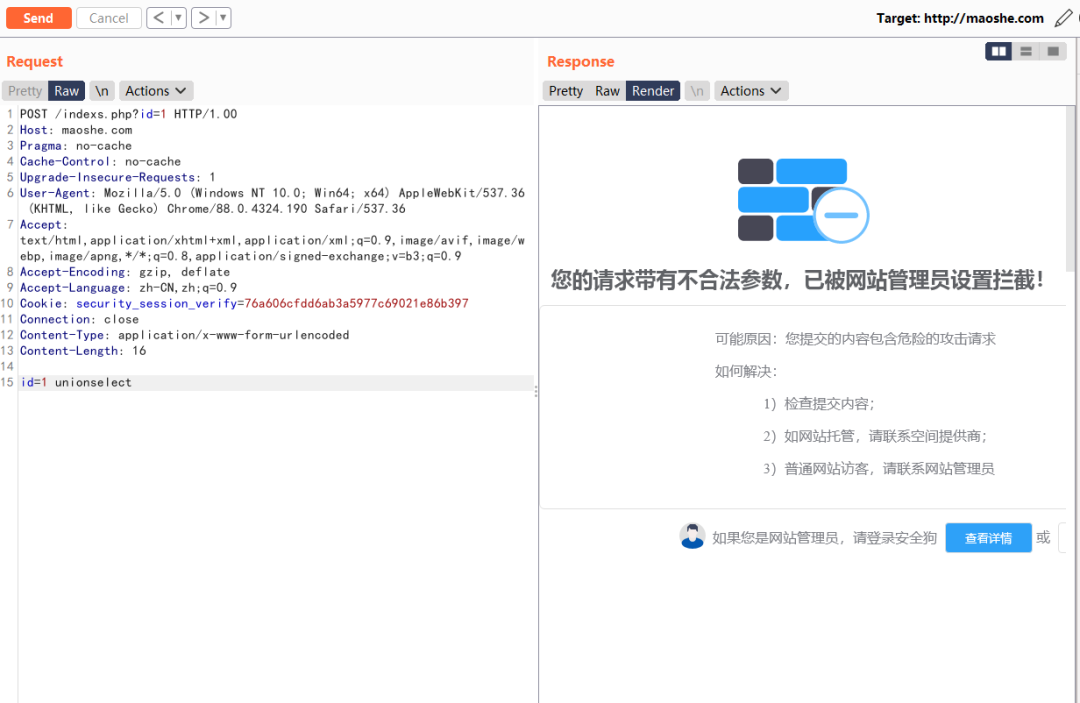 Send Cancel < ▼ > ▼ Target: http://maoshe.com
Request
Pretty Raw \n Actions
1 POST /indexs.php?id=1 HTTP/1.00
2 Host: maoshe.com
3 Pragma: no-cache
4 Cache-Control: no-cache
5 Upgrade-Insecure-Requests: 1
6 User-Agent: Mozilla/5.0 (Windows NT 10.0; Win64; x64) AppleWebKit/537.36
(KHTML, like Gecko) Chrome/88.0.4324.190 Safari/537.36
7 Accept:
text/html,application/xhtml+xml,application/xml;q=0.9,image/avif,image/w
ebp,image/apng,*/*;q=0.8,application/signed-exchange;v=b3;q=0.9
8 Accept-Encoding: gzip, deflate
9 Accept-Language: zh-CN,zh;q=0.9
10 Cookie: security_session_verify=76a606cfdd6ab3a5977c69021e86b397
11 Connection: close
12 Content-Type: application/x-www-form-urlencoded
13 Content-Length: 16
14
15 id=1 unionselect
Response
Pretty Raw Render \n Actions
您的请求带有不合法参数，已被网站管理员设置拦截！
可能原因：您提交的内容包含危险的攻击请求
如何解决：
1）检查提交内容；
2）如网站托管，请联系空间提供商；
3）普通网站访客，请联系网站管理员
如果您是网站管理员，请登录安全狗 查看详情 或